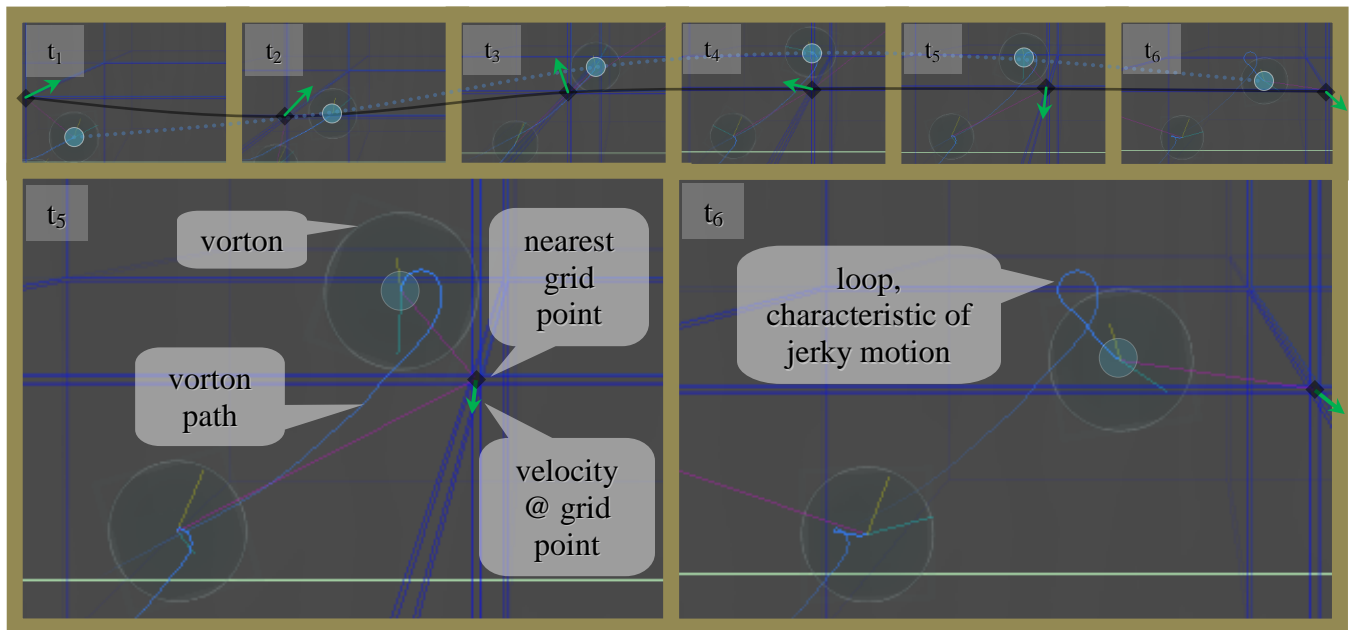 t1
t2
t3
t4
t5
t6
t5
vorton
nearest
grid
point
vorton
path
velocity
@ grid
point
t6
loop,
characteristic of
jerky motion